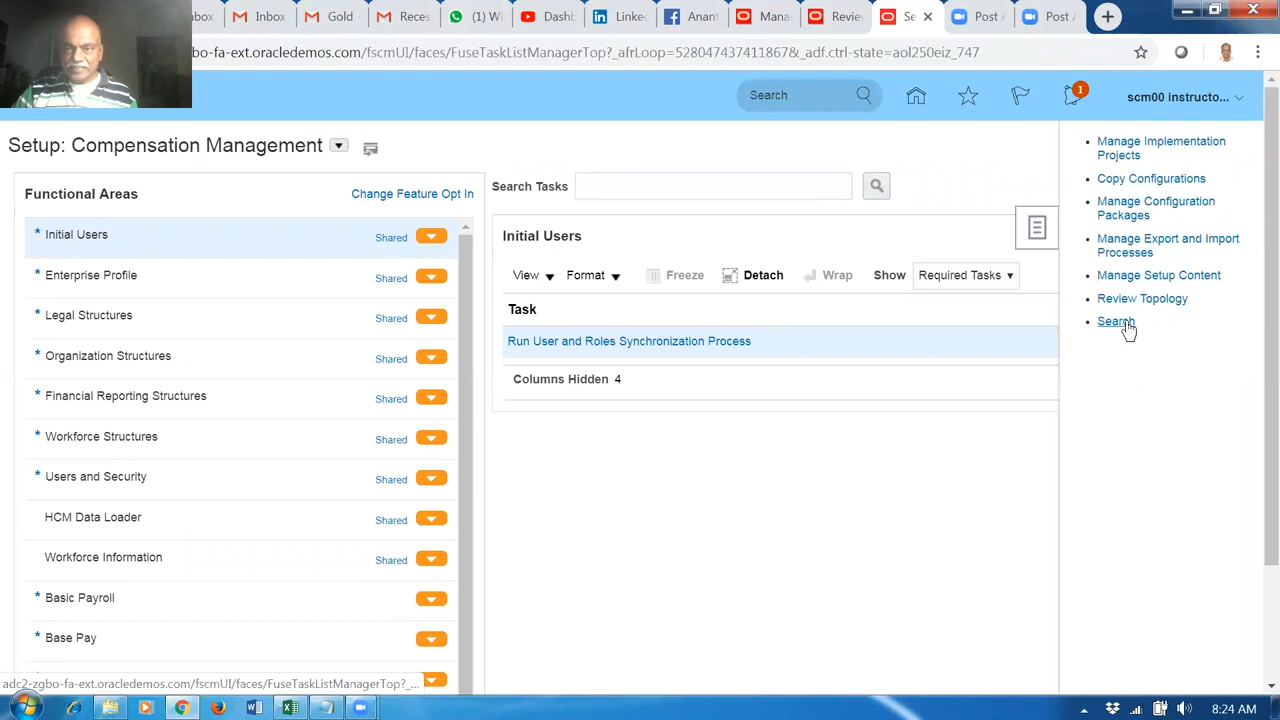 box
Inbox
Gold
Reces
(1)
Dashb
Linke
Anant
Mana
Revie
Se
Post
Post A
bo-fa-ext.oracledemos.com/fscmUI/faces/FuseTaskListManagerTop?_afrLoop=52804743741​1867&_adf.ctrl-state=aol250eiz_747
Search
1
scm00 instructo...
Setup: Compensation Management
Functional Areas
Change Feature Opt In
Initial Users
Shared
Enterprise Profile
Shared
Legal Structures
Shared
Organization Structures
Shared
Financial Reporting Structures
Shared
Workforce Structures
Shared
Users and Security
Shared
HCM Data Loader
Shared
Workforce Information
Shared
Basic Payroll
Base Pay
Search Tasks
Initial Users
View
Format
Freeze
Detach
Wrap
Show
Required Tasks
Task
Run User and Roles Synchronization Process
Columns Hidden 4
Manage Implementation
Projects
Copy Configurations
Manage Configuration
Packages
Manage Export and Import
Processes
Manage Setup Content
Review Topology
Search
adc2-zgbo-fa-ext.oracledemos.com/fscmUI/faces/FuseTaskListManagerTop?_...
8:24 AM